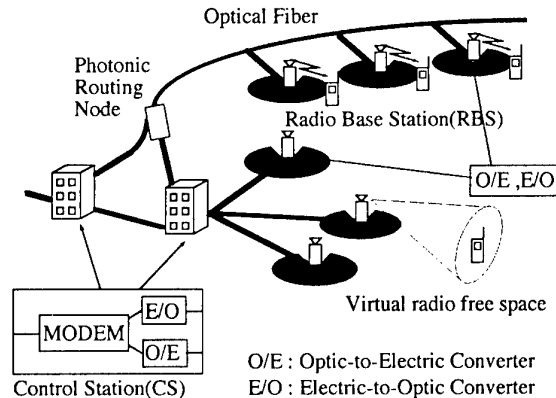 Optical Fiber
Photonic
Routing
Node
Radio Base Station(RBS)
O/E ,E/O
Virtual radio free space
E/O
MODEM
O/E
Control Station(CS)
O/E : Optic-to-Electric Converter
E/O : Electric-to-Optic Converter